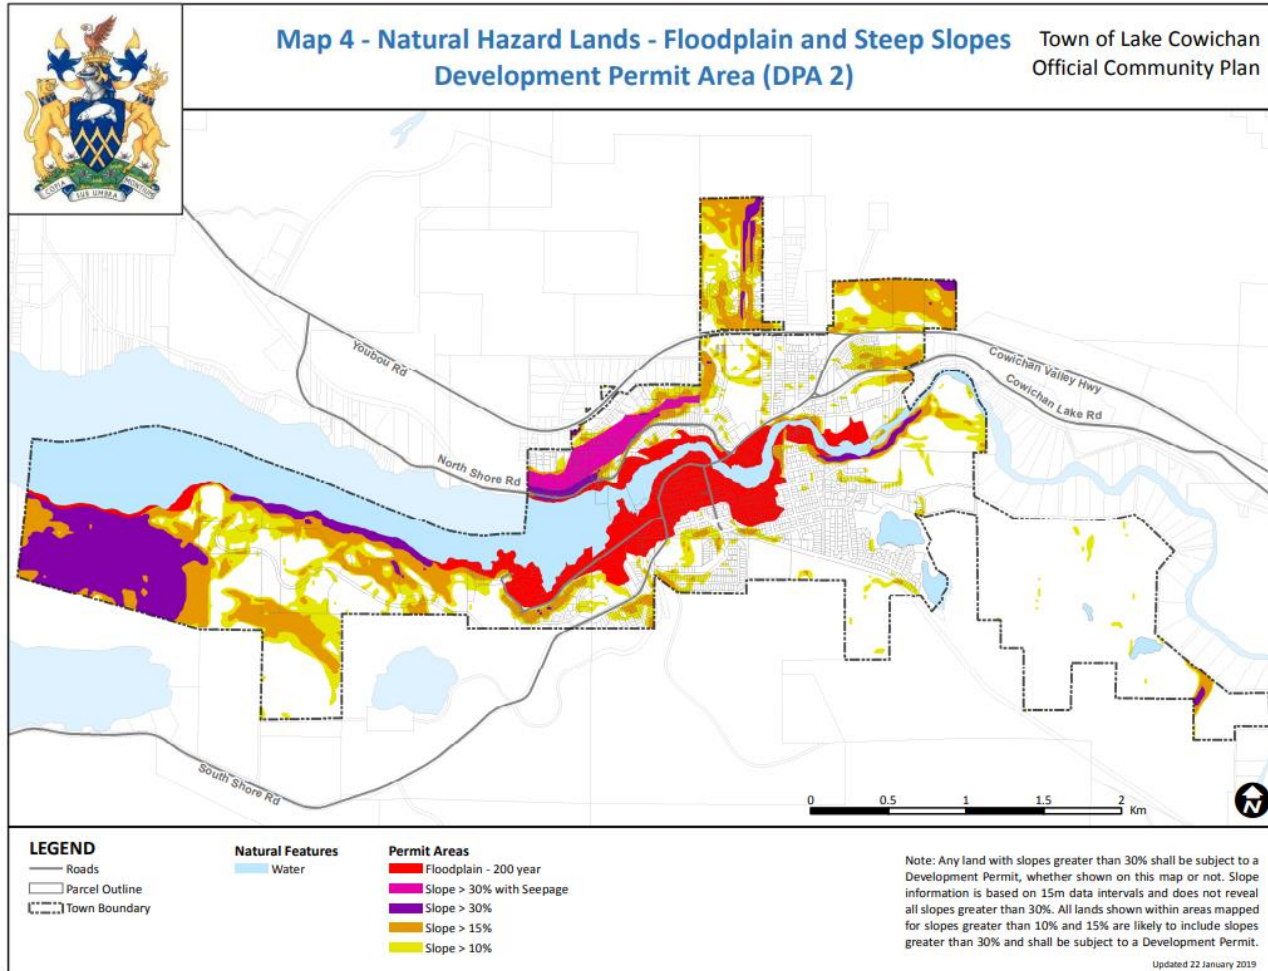 COPIA
SUB UMBRA
MONTIUM
Map 4 - Natural Hazard Lands - Floodplain and Steep Slopes
Development Permit Area (DPA 2)
Town of Lake Cowichan
Official Community Plan
Youbou Rd
North Shore Rd
Cowichan Valley Hwy
Cowichan Lake Rd
South Shore Rd
0 0.5 1 1.5 2
Km
N
LEGEND
Roads
Parcel Outline
Town Boundary
Natural Features
Water
Permit Areas
Floodplain - 200 year
Slope > 30% with Seepage
Slope > 30%
Slope > 15%
Slope > 10%
Note: Any land with slopes greater than 30% shall be subject to a
Development Permit, whether shown on this map or not. Slope
information is based on 15m data intervals and does not reveal
all slopes greater than 30%. All lands shown within areas mapped
for slopes greater than 10% and 15% are likely to include slopes
greater than 30% and shall be subject to a Development Permit.
Updated 22 January 2019